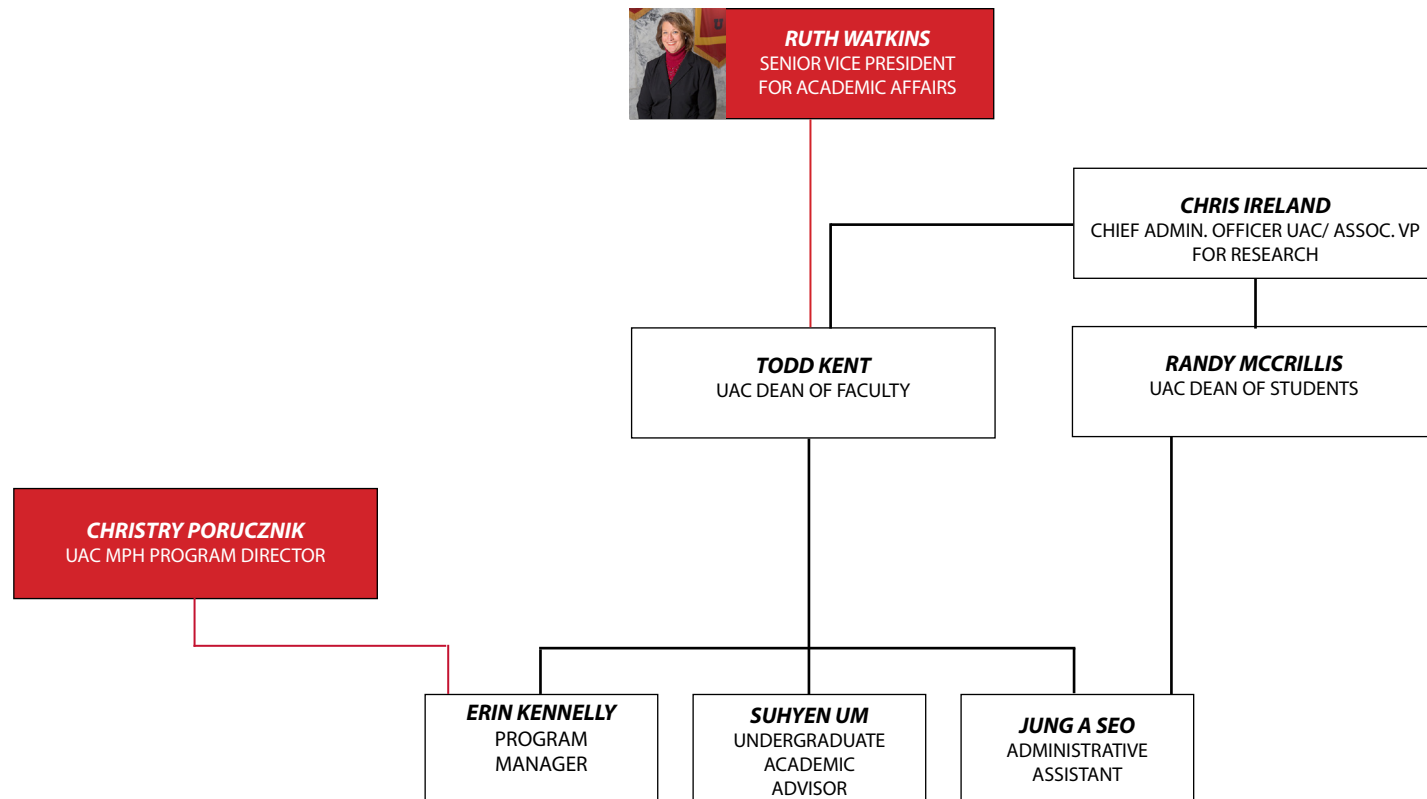 RUTH WATKINS
SENIOR VICE PRESIDENT
FOR ACADEMIC AFFAIRS
U
CHRIS IRELAND
CHIEF ADMIN. OFFICER UAC/ ASSOC. VP
FOR RESEARCH
TODD KENT
UAC DEAN OF FACULTY
RANDY MCCRILLIS
UAC DEAN OF STUDENTS
CHRISTRY PORUCZNIK
UAC MPH PROGRAM DIRECTOR
ERIN KENNELLY
PROGRAM
MANAGER
SUHYEN UM
UNDERGRADUATE
ACADEMIC
ADVISOR
JUNG A SEO
ADMINISTRATIVE
ASSISTANT